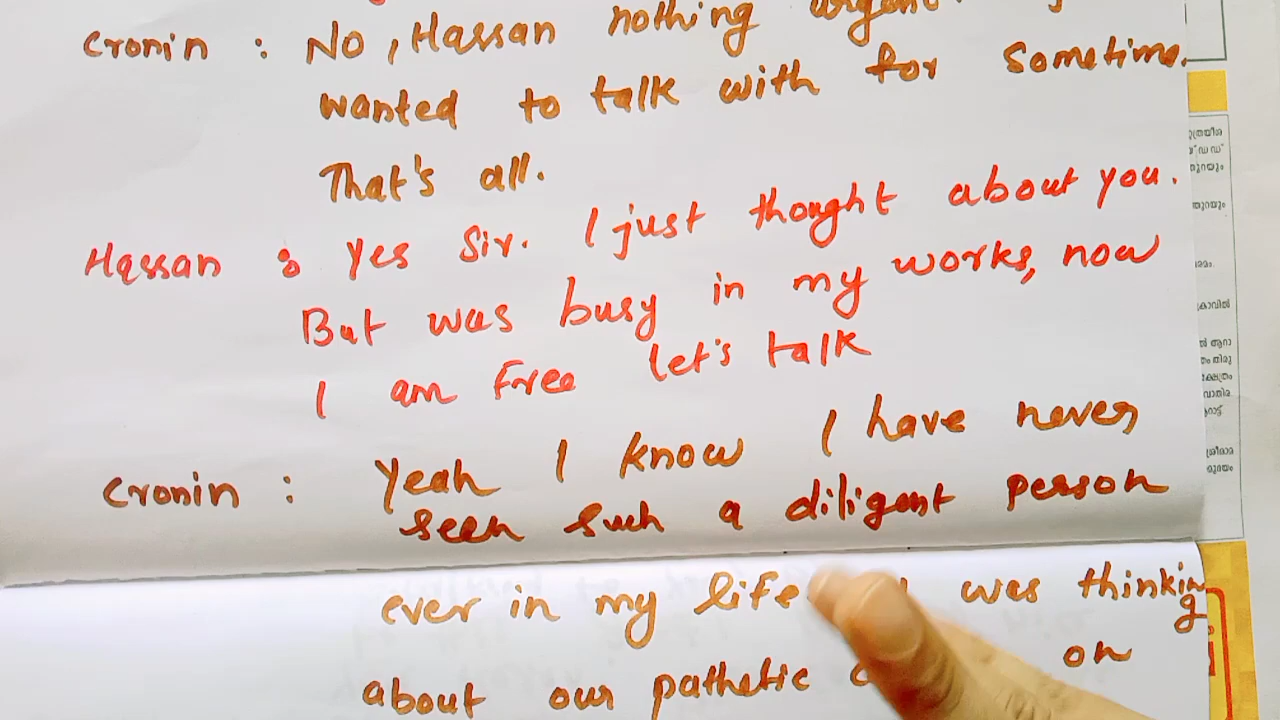 Cronin : No, Hassan nothing urgent.
wanted to talk with for sometime.
That's all.
Hassan : Yes Sir. I just thought about you.
But was busy in my works, now
I am Free let's talk
Cronin : Yeah I know I have never
seen such a diligent person
ever in my life. was thinking
about our pathetic on
ക്രാവിൽ